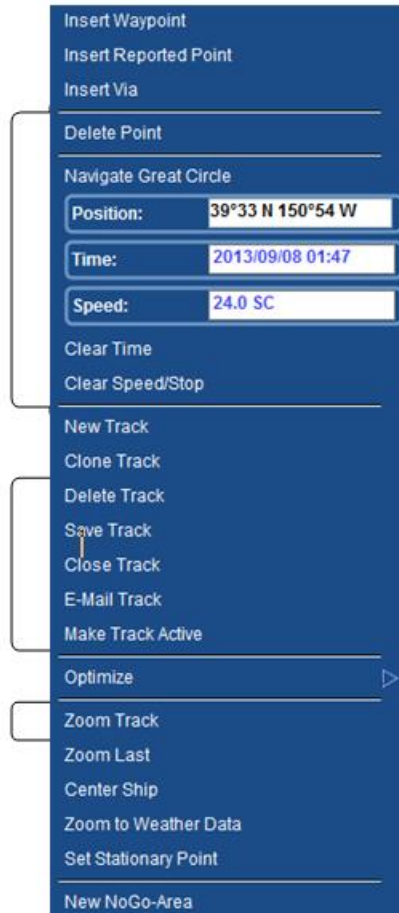 Insert Waypoint
Insert Reported Point
Insert Via
Delete Point
Navigate Great Circle
Position: 39°33 N 150°54 W
Time: 2013/09/08 01:47
Speed: 24.0 SC
Clear Time
Clear Speed/Stop
New Track
Clone Track
Delete Track
Save Track
Close Track
E-Mail Track
Make Track Active
Optimize
Zoom Track
Zoom Last
Center Ship
Zoom to Weather Data
Set Stationary Point
New NoGo-Area